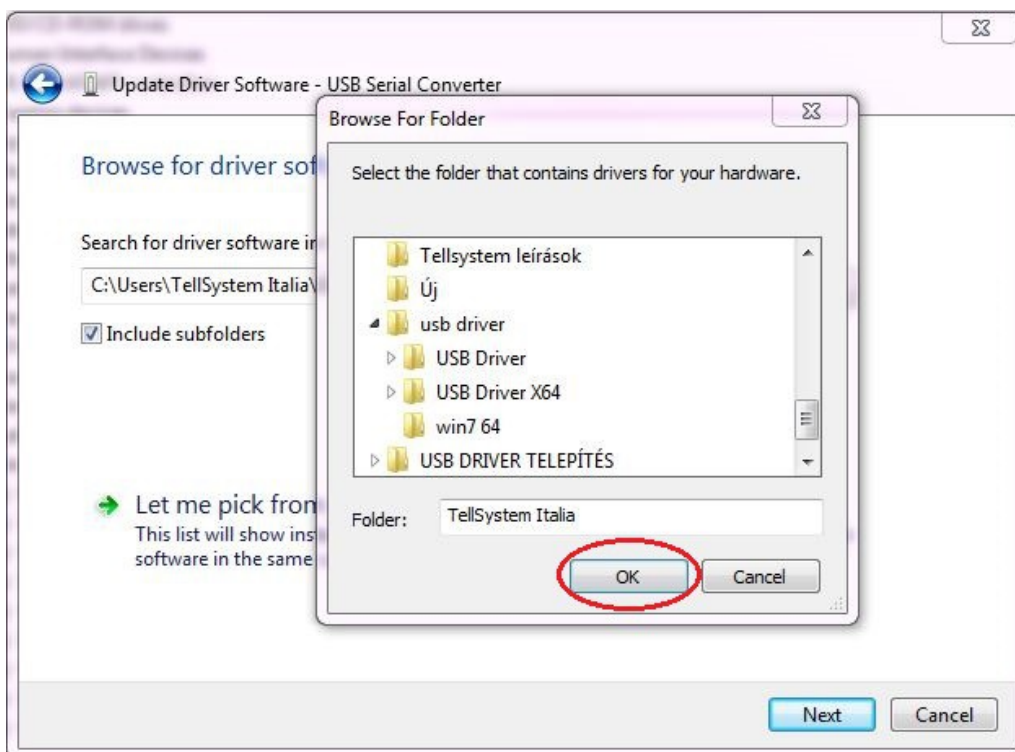 Update Driver Software - USB Serial Converter
Browse For Folder
Browse for driver sof
Select the folder that contains drivers for your hardware.
Search for driver software in
C:\Users\TellSystem Italia\
Include subfolders
Tellsystem leírások
Új
usb driver
USB Driver
USB Driver X64
win7 64
USB DRIVER TELEPÍTÉS
Let me pick from
This list will show ins
software in the same
Folder:
TellSystem Italia
OK
Cancel
Next
Cancel